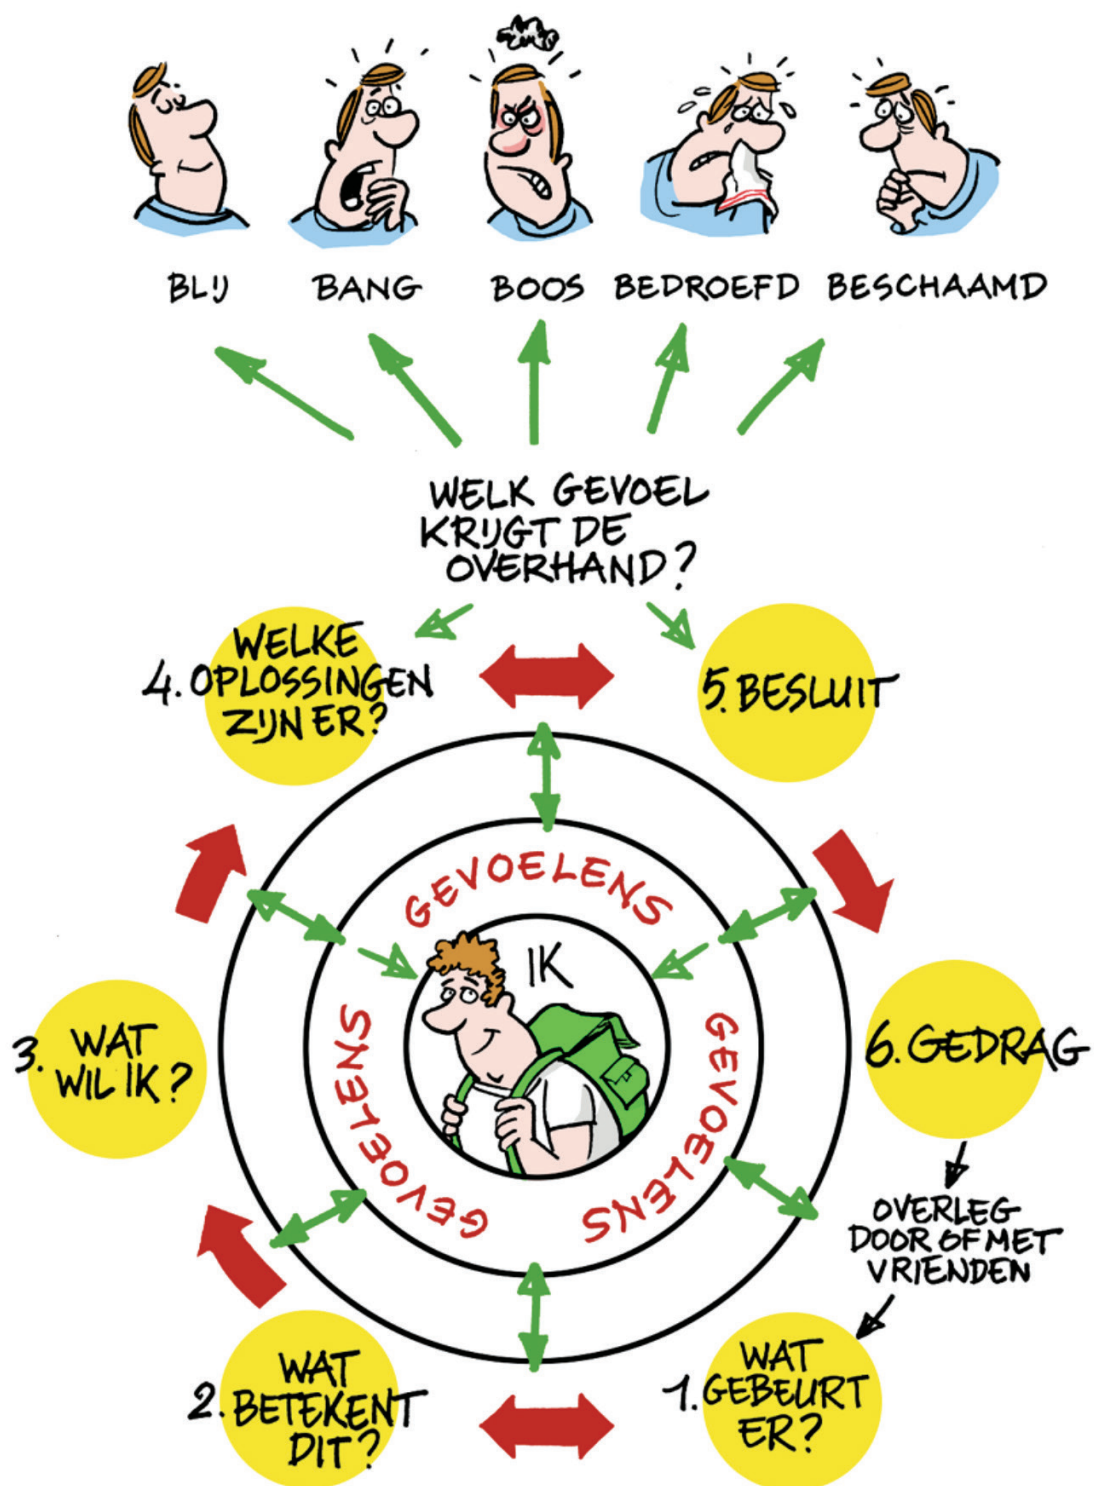 BLIJ
BANG
BOOS
BEDROEFD
BESCHAAMD
WELK GEVOEL
KRIJGT DE
OVERHAND?
4. WELKE
OPLOSSINGEN
ZIJN ER?
5. BESLUIT
GEVOELENS
IK
GEVOELENS
GEVOELENS
3. WAT
WIL IK?
6. GEDRAG
OVERLEG
DOOR OF MET
VRIENDEN
2. WAT
BETEKENT
DIT?
1. WAT
GEBEURT
ER?